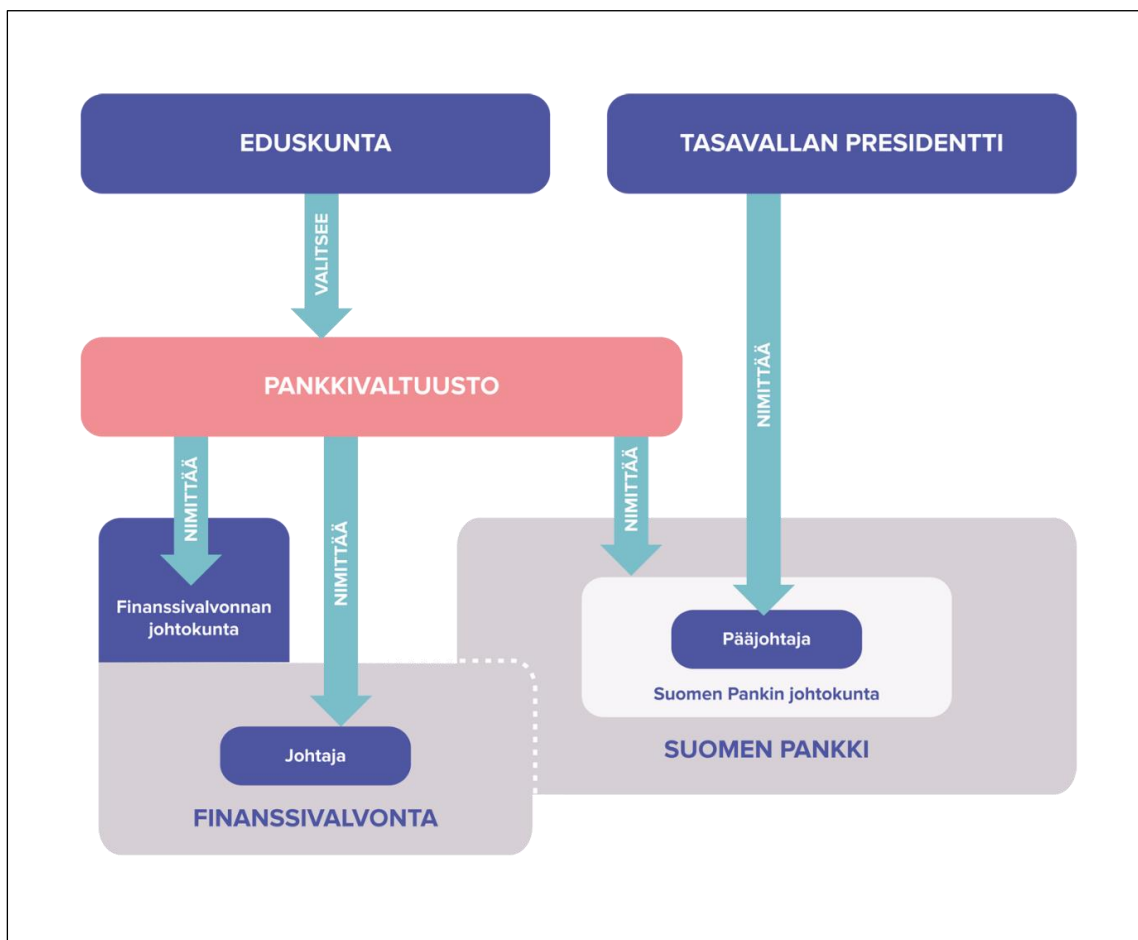 EDUSKUNTA
TASAVALLAN PRESIDENTTI
VALITSEE
NIMITTÄÄ
PANKKIVALTUUSTO
NIMITTÄÄ
NIMITTÄÄ
NIMITTÄÄ
Finanssivalvonnan
johtokunta
Pääjohtaja
Suomen Pankin johtokunta
SUOMEN PANKKI
Johtaja
FINANSSIVALVONTA